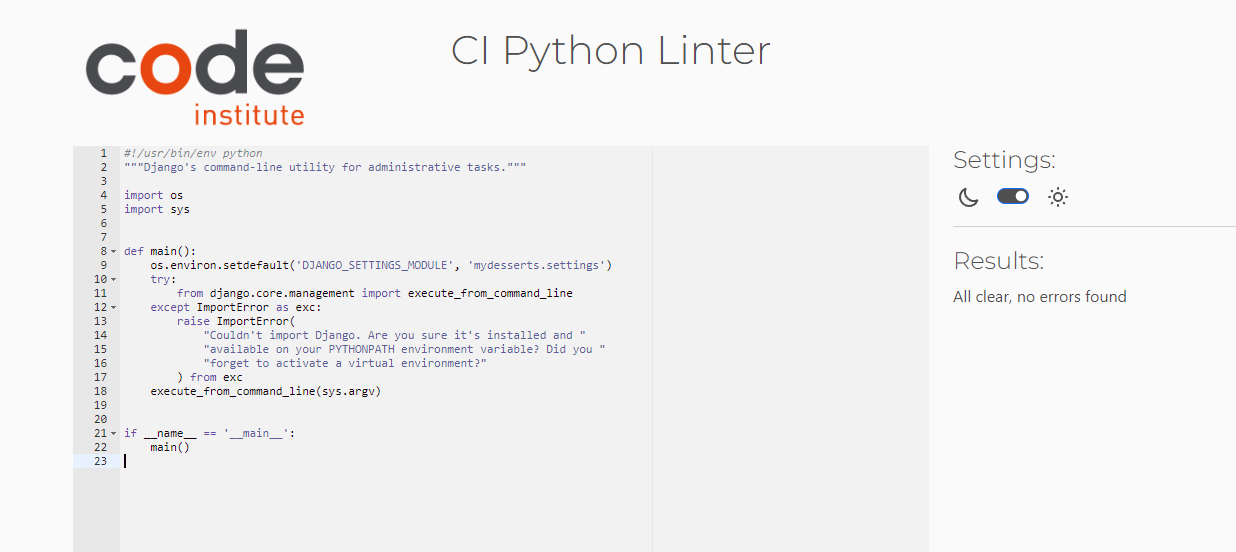 code
institute
CI Python Linter
1 #!/usr/bin/env python
2 """Django's command-line utility for administrative tasks."""
3
4 import os
5 import sys
6
7
8 def main():
9     os.environ.setdefault('DJANGO_SETTINGS_MODULE', 'mydesserts.settings')
10     try:
11         from django.core.management import execute_from_command_line
12     except ImportError as exc:
13         raise ImportError(
14             "Couldn't import Django. Are you sure it's installed and "
15             "available on your PYTHONPATH environment variable? Did you "
16             "forget to activate a virtual environment?"
17         ) from exc
18     execute_from_command_line(sys.argv)
19
20
21 if __name__ == '__main__':
22     main()
23
Settings:
Results:
All clear, no errors found